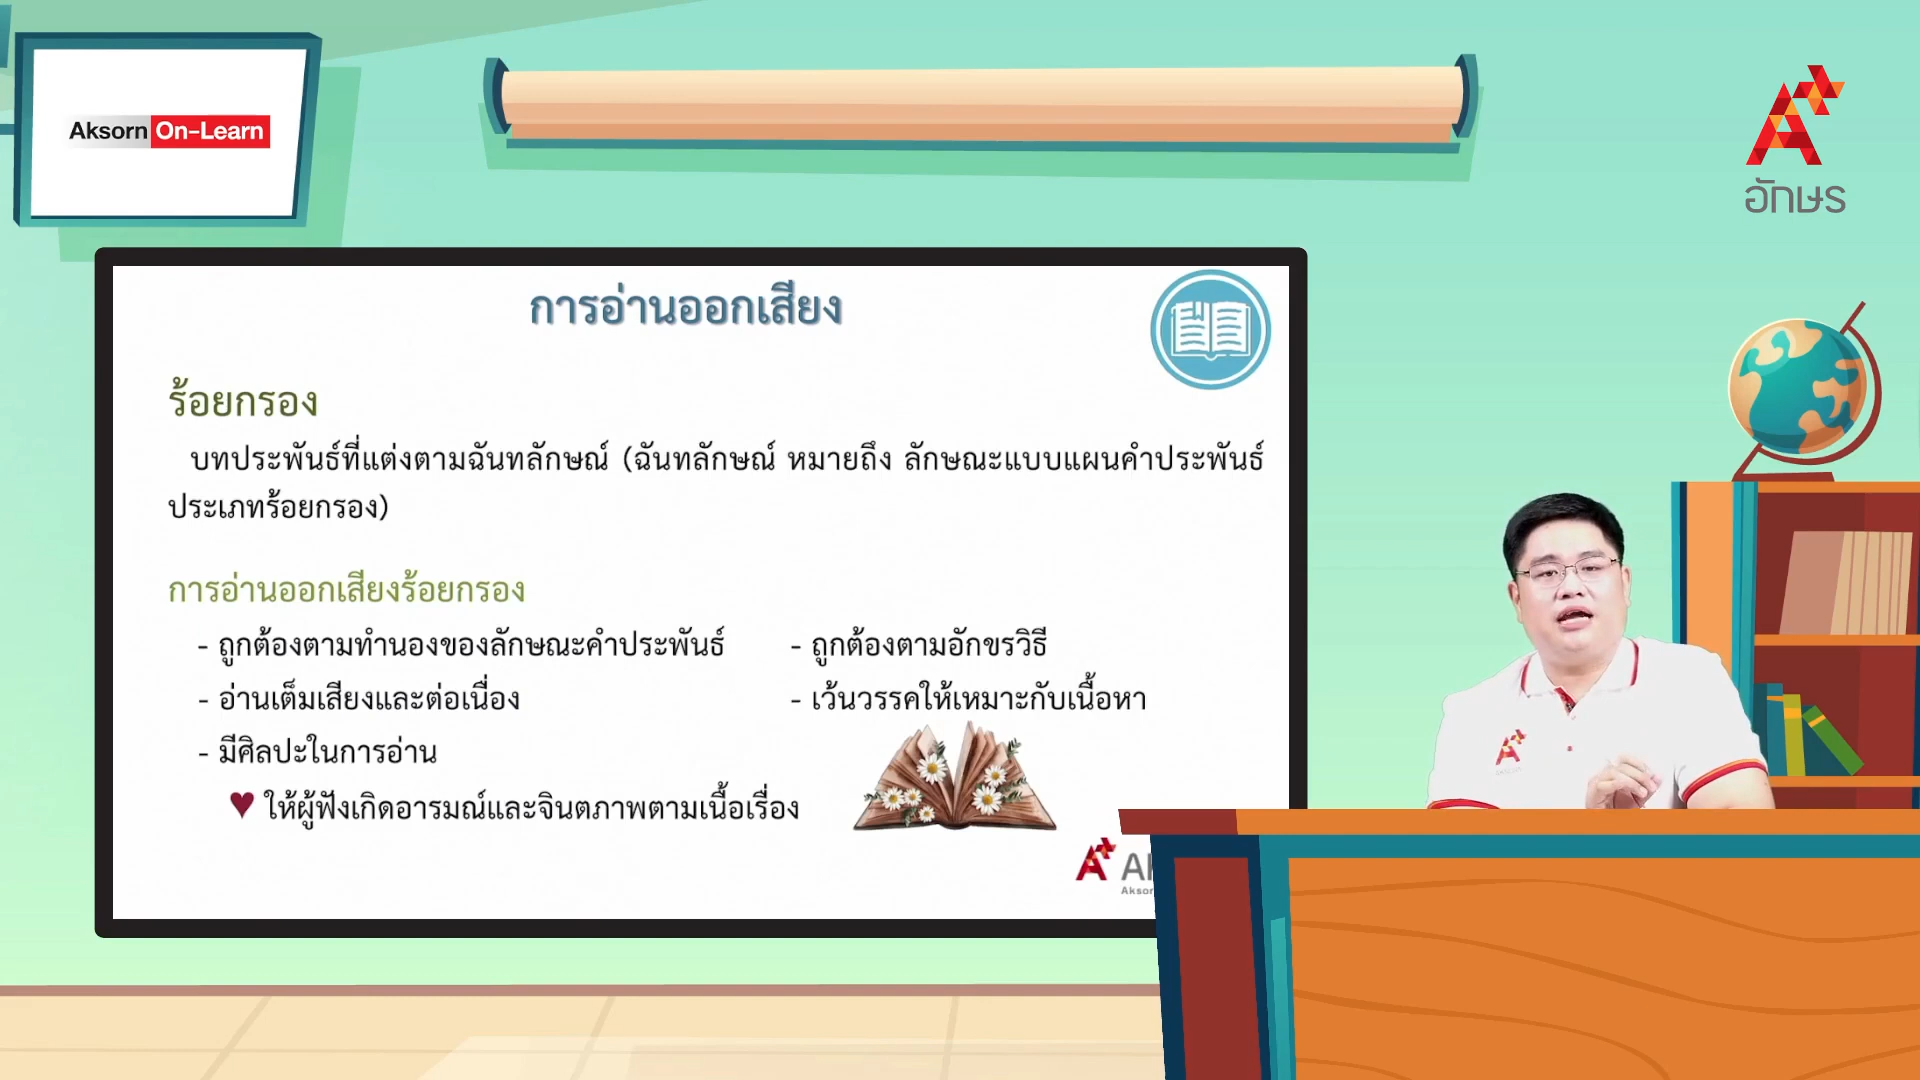 Aksorn On-Learn
อักษร
การอ่านออกเสียง
ร้อยกรอง
บทประพันธ์ที่แต่งตามฉันทลักษณ์ (ฉันทลักษณ์ หมายถึง ลักษณะแบบแผนคำประพันธ์
ประเภทร้อยกรอง)
การอ่านออกเสียงร้อยกรอง
- ถูกต้องตามทำนองของลักษณะคำประพันธ์
- ถูกต้องตามอักขรวิธี
- อ่านเต็มเสียงและต่อเนื่อง
- เว้นวรรคให้เหมาะกับเนื้อหา
- มีศิลปะในการอ่าน
♥ ให้ผู้ฟังเกิดอารมณ์และจินตภาพตามเนื้อเรื่อง